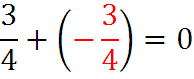 3/4 + (−3/4) = 0